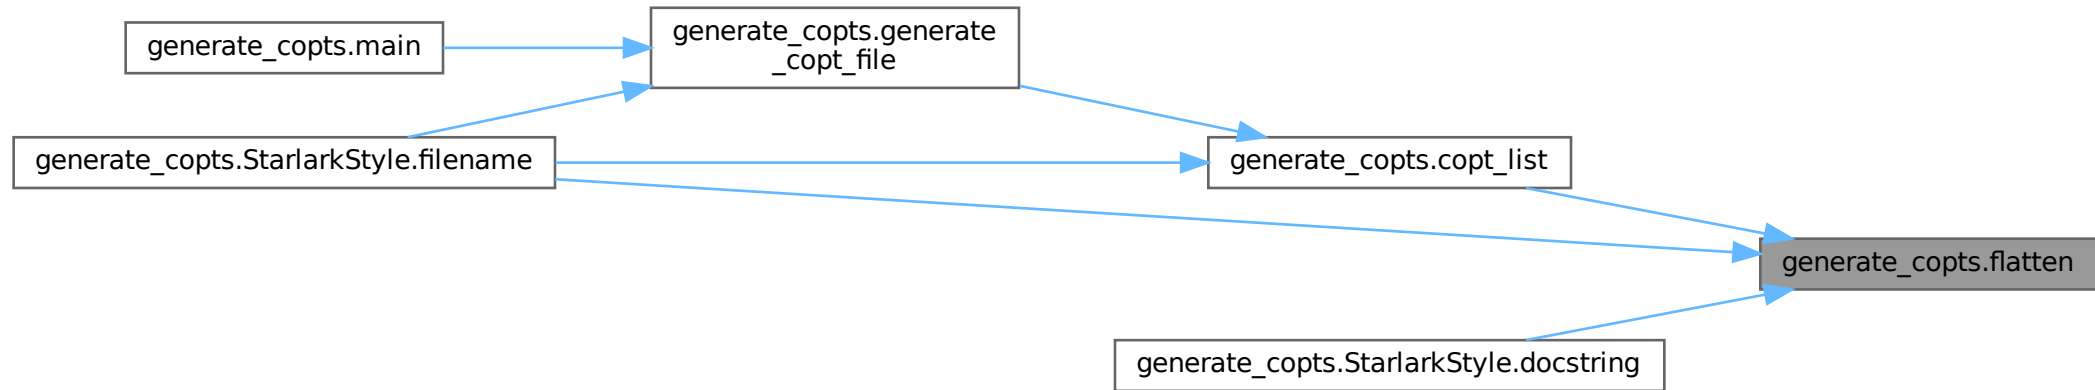 generate_copts.main
generate_copts.generate
_copt_file
generate_copts.StarlarkStyle.filename
generate_copts.copt_list
generate_copts.flatten
generate_copts.StarlarkStyle.docstring